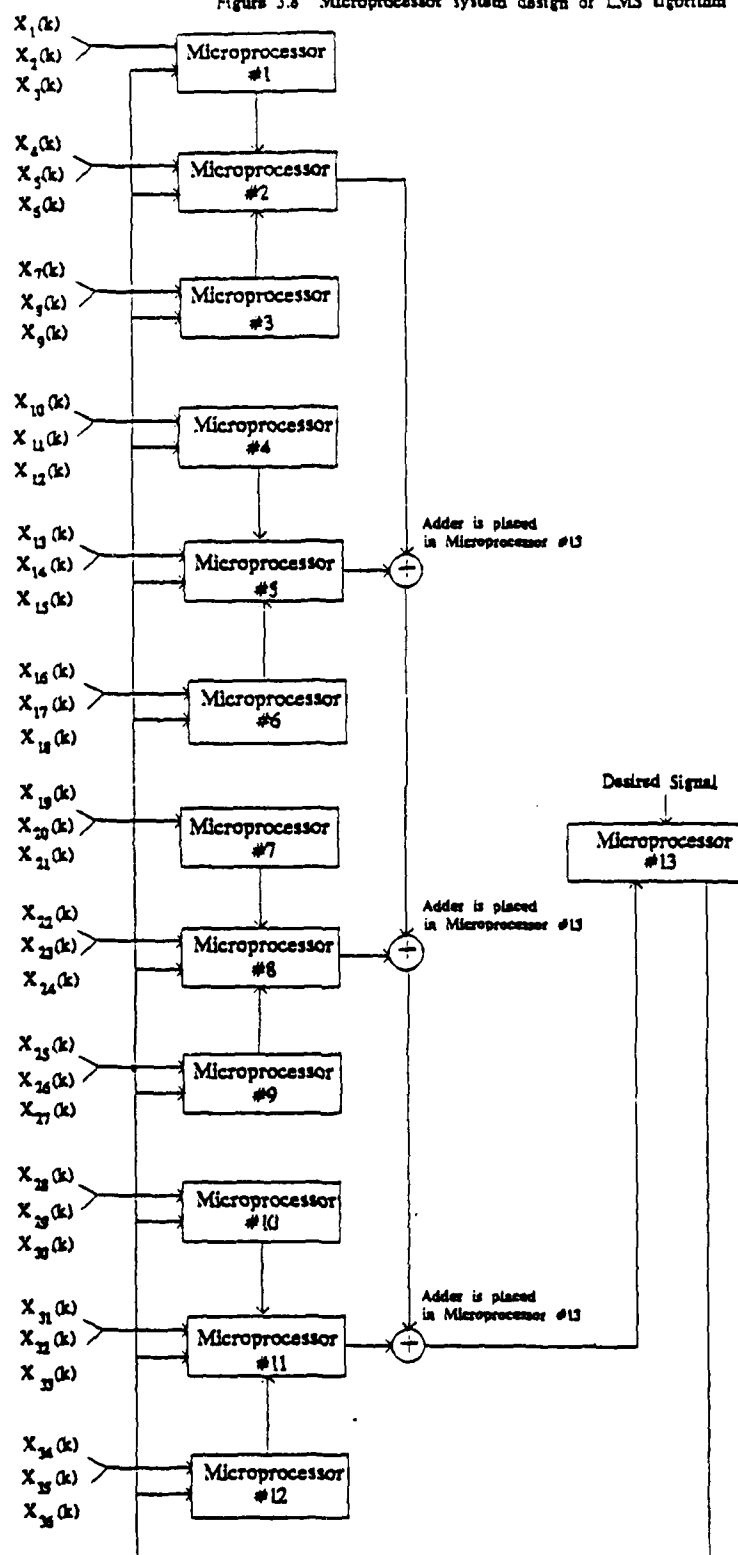 Figure 5.8 Microprocessor system design of LMS algorithm
X1(k)
X2(k)
X3(k)
Microprocessor
#1
X4(k)
X5(k)
X5(k)
Microprocessor
#2
X7(k)
X8(k)
X9(k)
Microprocessor
#3
X10(k)
X11(k)
X12(k)
Microprocessor
#4
X13(k)
X14(k)
X15(k)
Microprocessor
#5
Adder is placed
in Microprocessor #13
+
X16(k)
X17(k)
X18(k)
Microprocessor
#6
Desired Signal
Microprocessor
#13
X19(k)
X20(k)
X21(k)
Microprocessor
#7
X22(k)
X23(k)
X24(k)
Microprocessor
#8
Adder is placed
in Microprocessor #13
+
X25(k)
X26(k)
X27(k)
Microprocessor
#9
X28(k)
X29(k)
X30(k)
Microprocessor
#10
X31(k)
X32(k)
X33(k)
Microprocessor
#11
Adder is placed
in Microprocessor #13
+
X34(k)
X35(k)
X36(k)
Microprocessor
#12